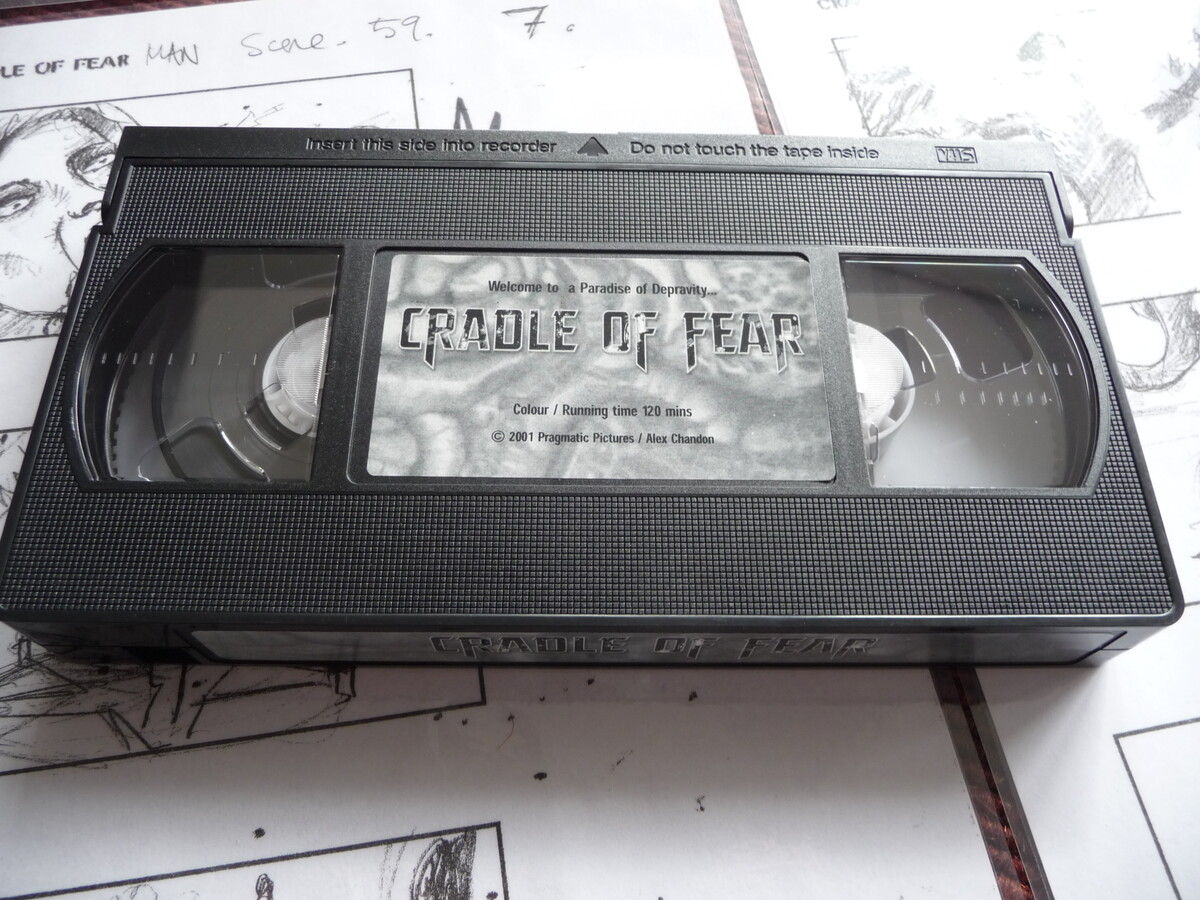 LE OF FEAR MAN Scene. 59. 7.
Insert this side into recorder Do not touch the tape inside VHS
Welcome to a Paradise of Depravity...
CRADLE OF FEAR
Colour / Running time 120 mins
© 2001 Pragmatic Pictures / Alex Chandon
CRADLE OF FEAR